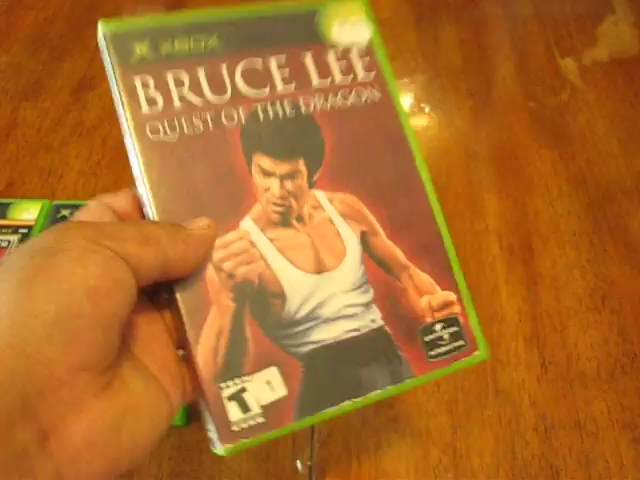 XBOX
BRUCE LEE
QUEST OF THE DRAGON
T